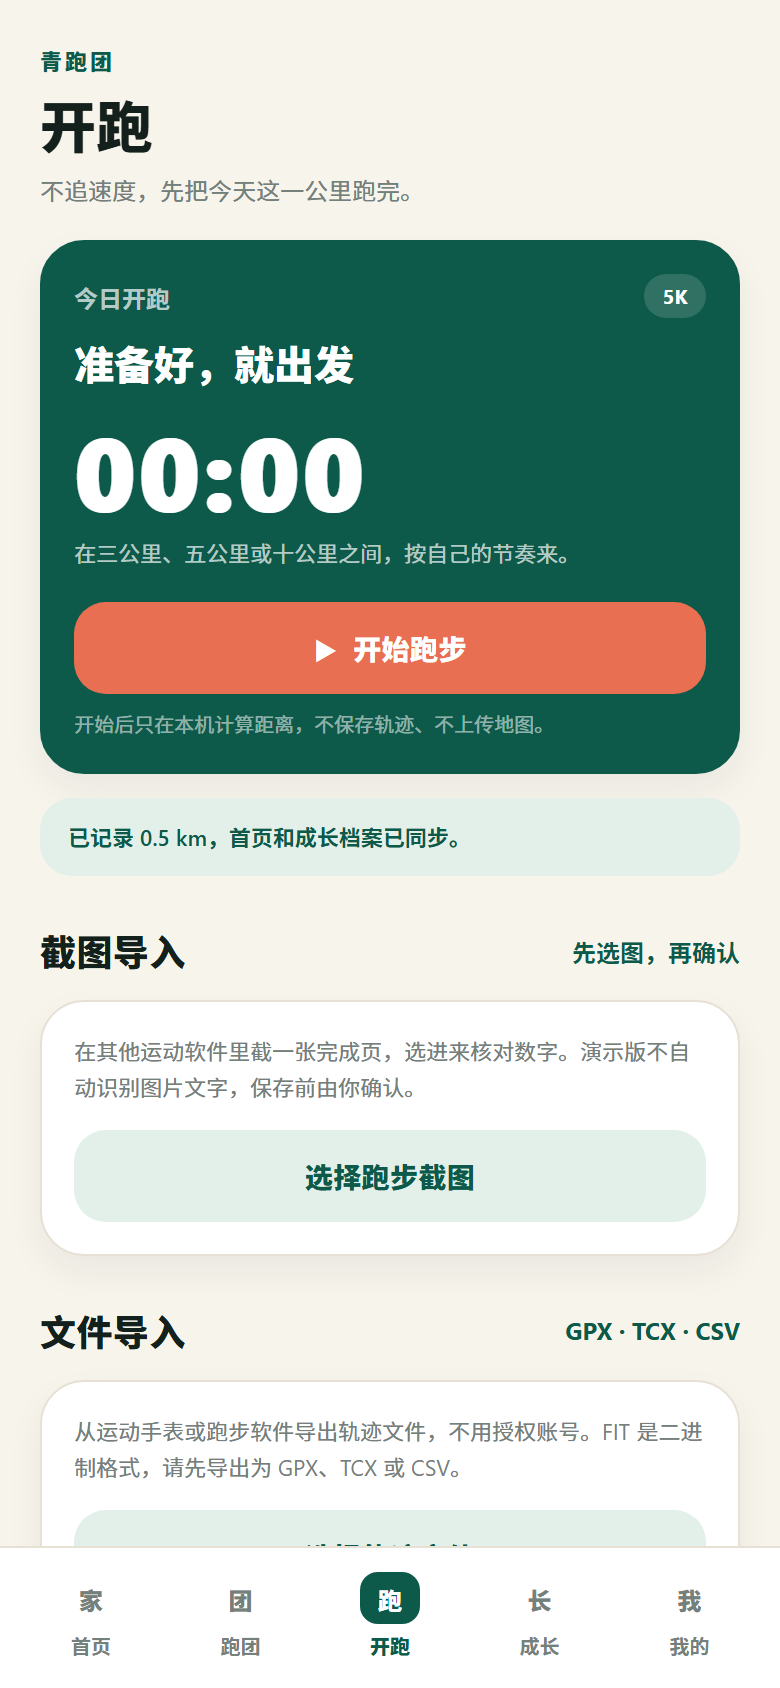 青跑团
开跑
不追速度，先把今天这一公里跑完。
今日开跑
5K
准备好，就出发
00:00
在三公里、五公里或十公里之间，按自己的节奏来。
▶ 开始跑步
开始后只在本机计算距离，不保存轨迹、不上传地图。
已记录 0.5 km，首页和成长档案已同步。
截图导入
先选图，再确认
在其他运动软件里截一张完成页，选进来核对数字。演示版不自
动识别图片文字，保存前由你确认。
选择跑步截图
文件导入
GPX · TCX · CSV
从运动手表或跑步软件导出轨迹文件，不用授权账号。FIT 是二进
制格式，请先导出为 GPX、TCX 或 CSV。
家
团
跑
长
我
首页
跑团
开跑
成长
我的